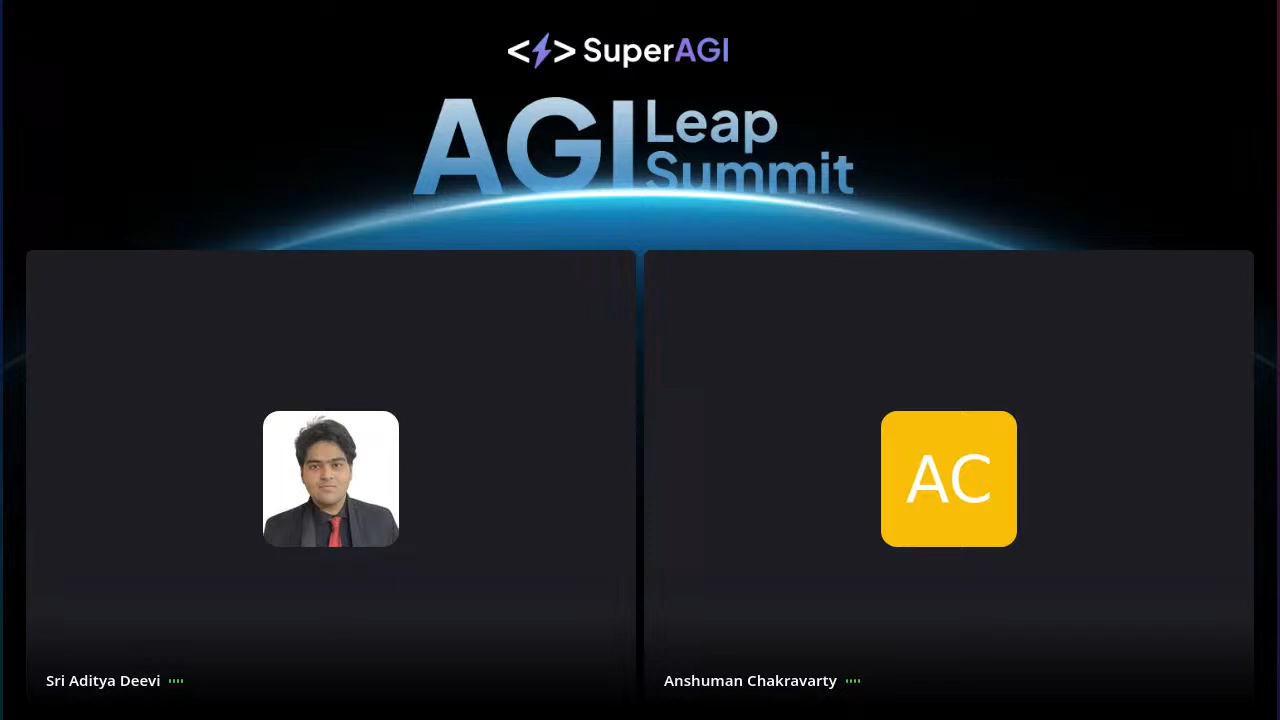 <⚡> SuperAGI
AGI Leap Summit
AC
Sri Aditya Deevi
Anshuman Chakravarty